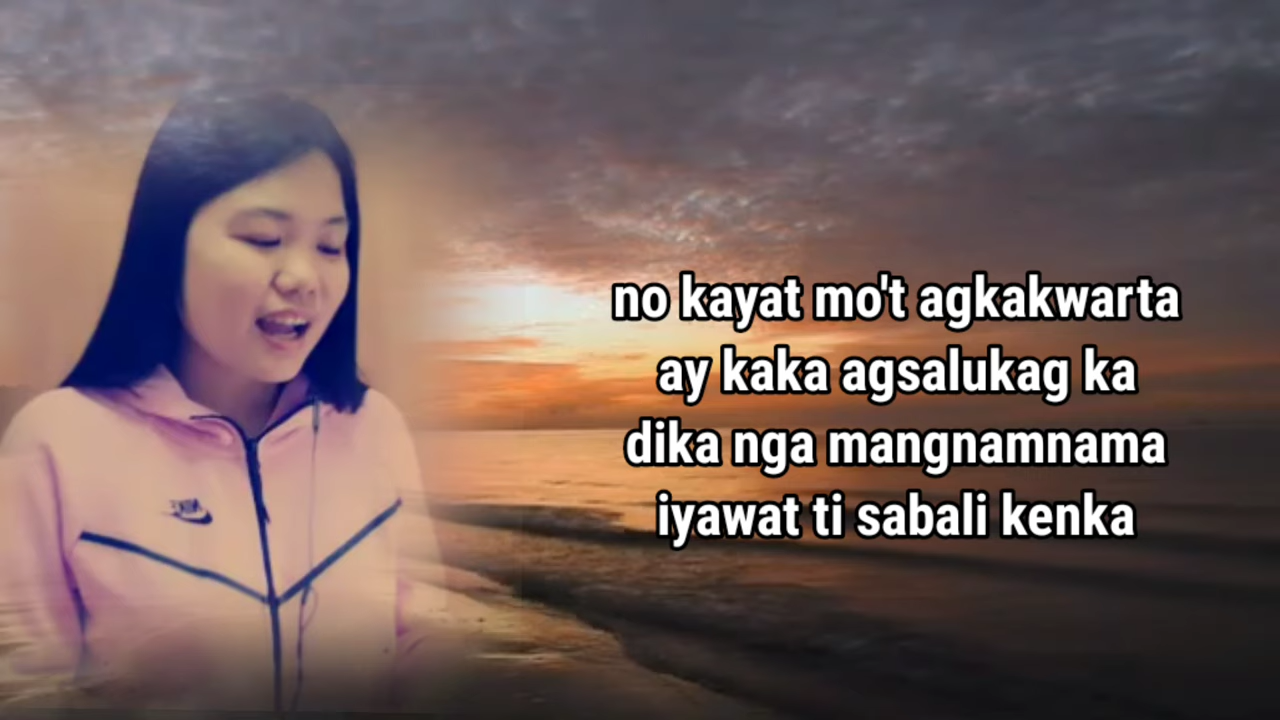 no kayat mo't agkakwarta
ay kaka agsalukag ka
dika nga mangnamnama
iyawat ti sabali kenka